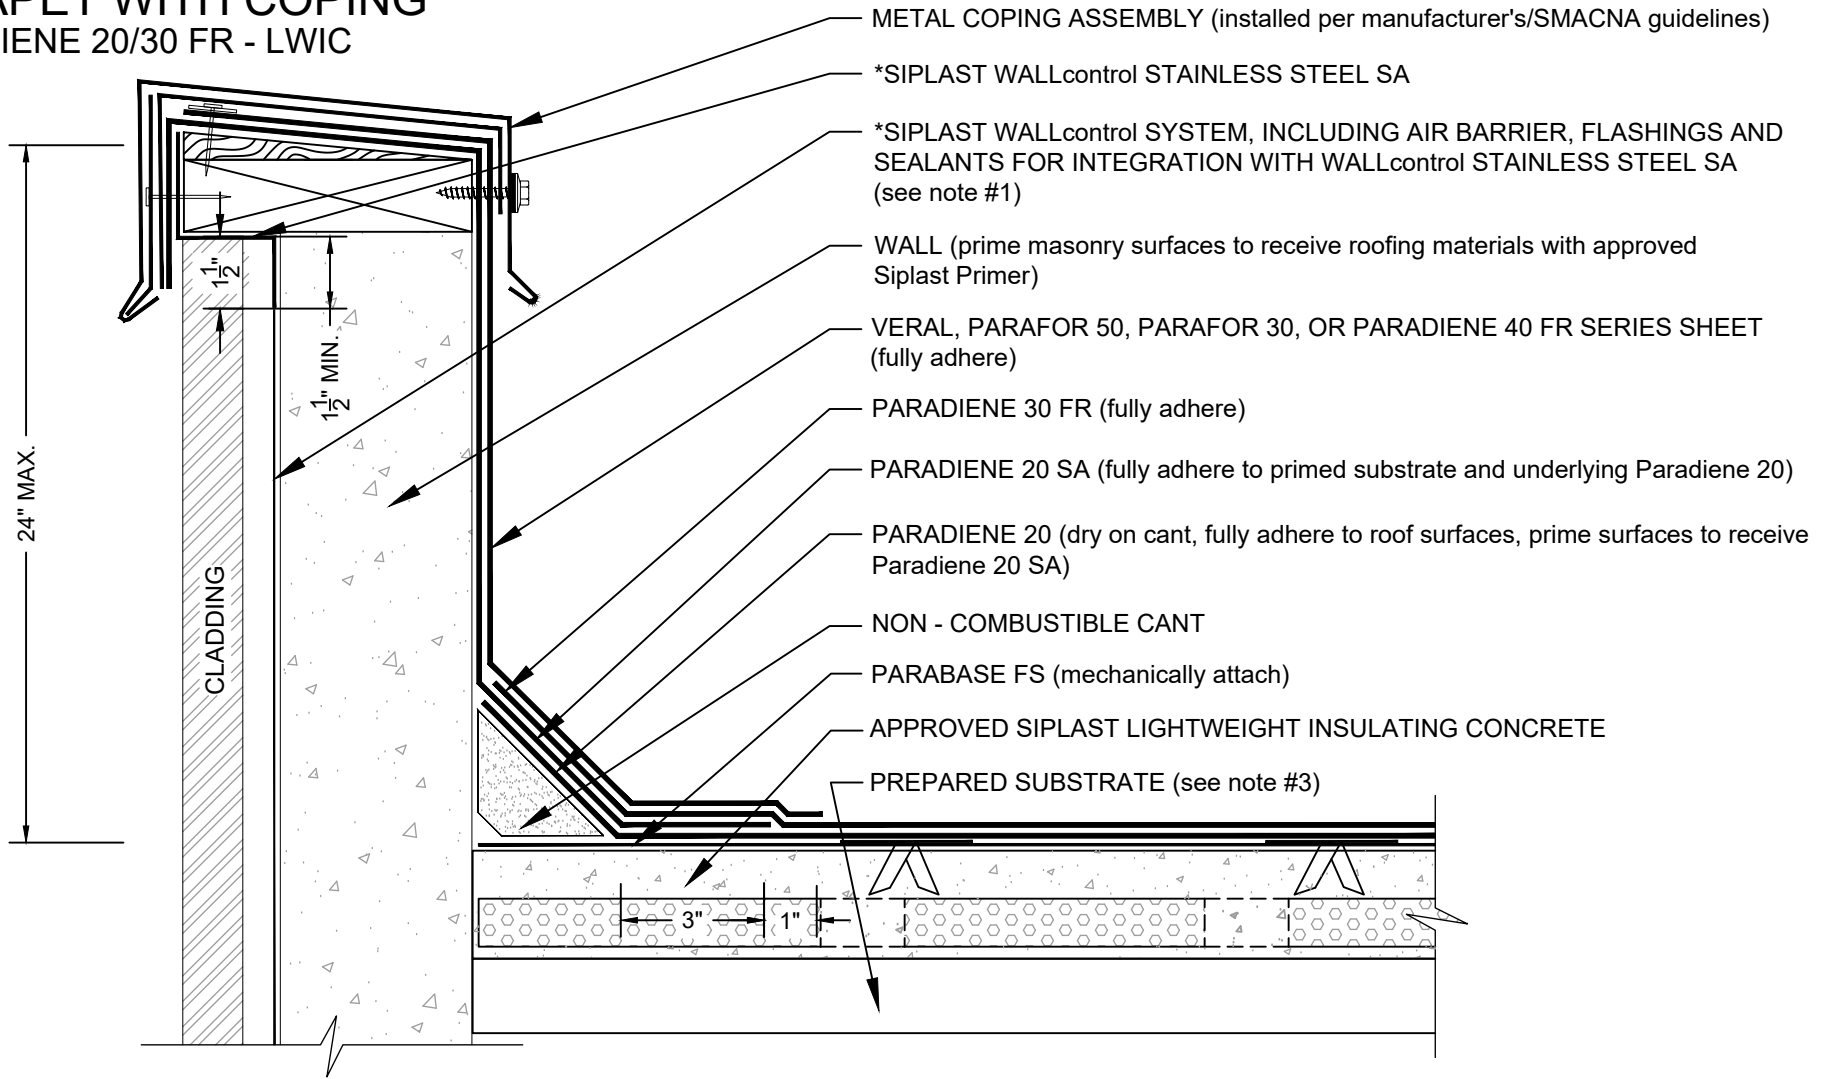 WITH COPING
20/30 FR - LWIC
METAL COPING ASSEMBLY (installed per manufacturer's/SMACNA guidelines)
*SIPLAST WALLcontrol STAINLESS STEEL SA
*SIPLAST WALLcontrol SYSTEM, INCLUDING AIR BARRIER, FLASHINGS AND
SEALANTS FOR INTEGRATION WITH WALLcontrol STAINLESS STEEL SA
(see note #1)
WALL (prime masonry surfaces to receive roofing materials with approved
Siplast Primer)
VERAL, PARAFOR 50, PARAFOR 30, OR PARADIENE 40 FR SERIES SHEET
(fully adhere)
PARADIENE 30 FR (fully adhere)
PARADIENE 20 SA (fully adhere to primed substrate and underlying Paradiene 20)
PARADIENE 20 (dry on cant, fully adhere to roof surfaces, prime surfaces to receive
Paradiene 20 SA)
NON - COMBUSTIBLE CANT
PARABASE FS (mechanically attach)
APPROVED SIPLAST LIGHTWEIGHT INSULATING CONCRETE
PREPARED SUBSTRATE (see note #3)
24" MAX.
1 1/2"
1 1/2" MIN.
CLADDING
3"
1"